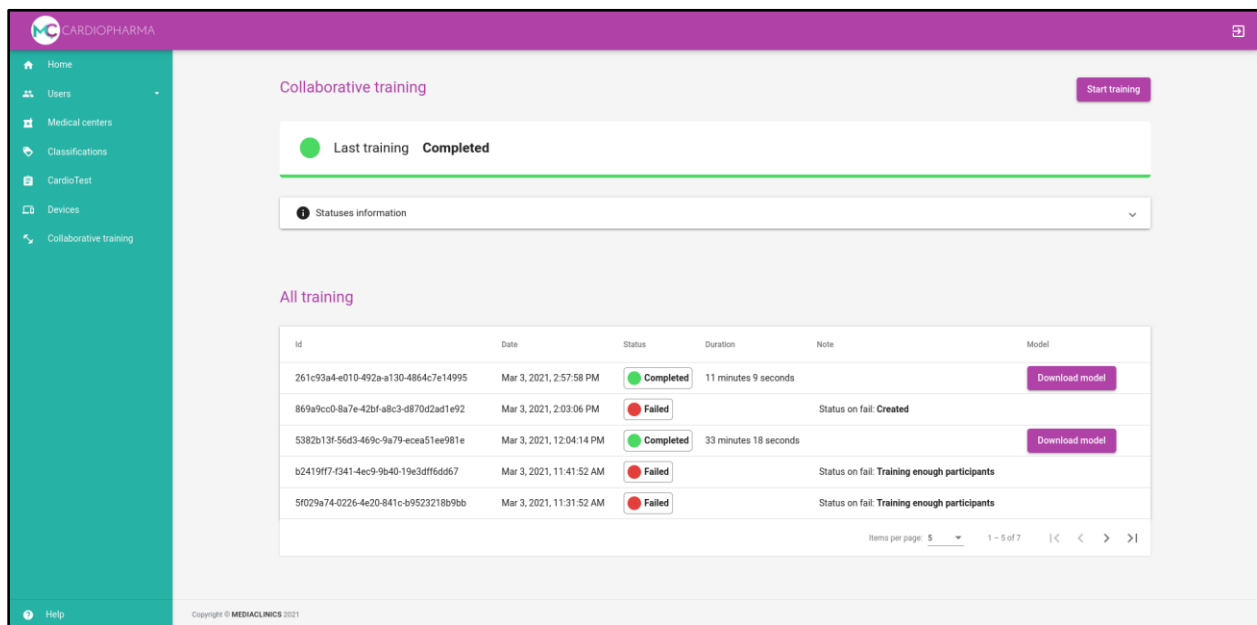 MC CARDIOPHARMA
Home
Users
Medical centers
Classifications
CardioTest
Devices
Collaborative training
Help
Collaborative training
Start training
Last training Completed
Statuses information
All training
Id Date Status Duration Note Model
261c93a4-e010-492a-a130-4864c7e14995 Mar 3, 2021, 2:57:58 PM Completed 11 minutes 9 seconds Download model
869a9cc0-8a7e-42bf-a8c3-d870d2ad1e92 Mar 3, 2021, 2:03:06 PM Failed Status on fail: Created
5382b13f-56d3-469c-9a79-ecea51ee981e Mar 3, 2021, 12:04:14 PM Completed 33 minutes 18 seconds Download model
b2419ff7-f341-4ec9-9b40-19e3dff6dd67 Mar 3, 2021, 11:41:52 AM Failed Status on fail: Training enough participants
5f029a74-0226-4e20-841c-b9523218b9bb Mar 3, 2021, 11:31:52 AM Failed Status on fail: Training enough participants
Items per page: 5 1 – 5 of 7
Copyright © MEDIACLINICS 2021